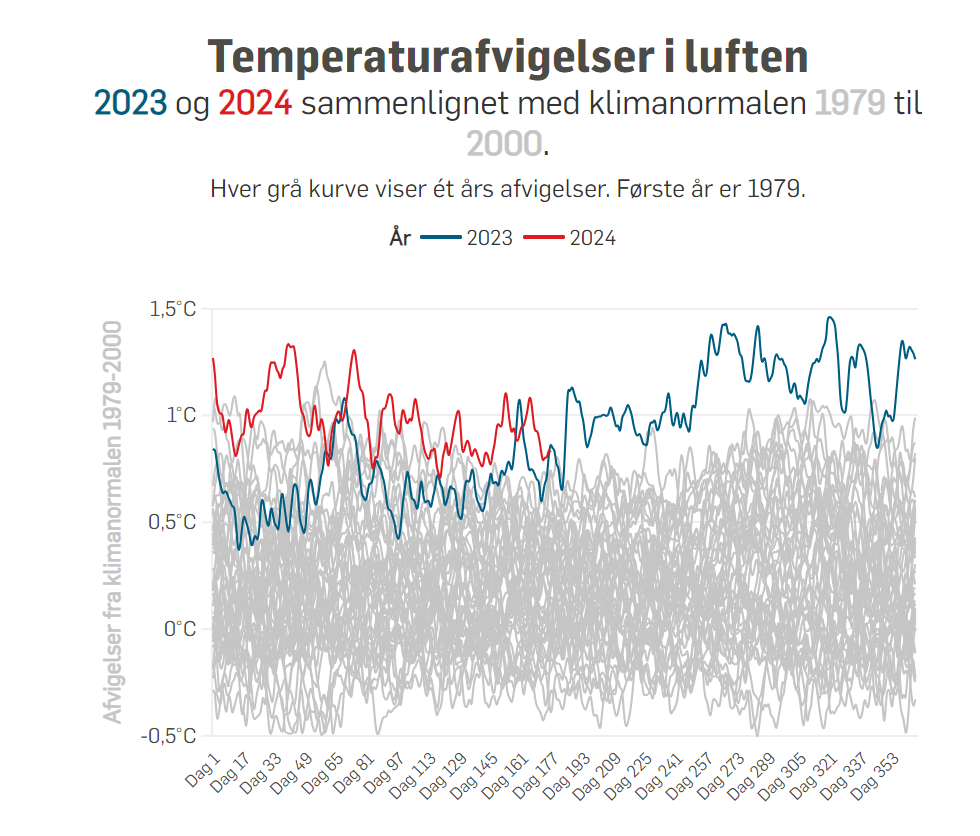 Temperaturafvigelser i luften
2023 og 2024 sammenlignet med klimanormalen 1979 til
2000.
Hver grå kurve viser ét års afvigelser. Første år er 1979.
År 2023 2024
Afvigelser fra klimanormalen 1979-2000
1,5°C
1°C
0,5°C
0°C
-0,5°C
Dag 1 Dag 17 Dag 33 Dag 49 Dag 65 Dag 81 Dag 97 Dag 113 Dag 129 Dag 145 Dag 161 Dag 177 Dag 193 Dag 209 Dag 225 Dag 241 Dag 257 Dag 273 Dag 289 Dag 305 Dag 321 Dag 337 Dag 353